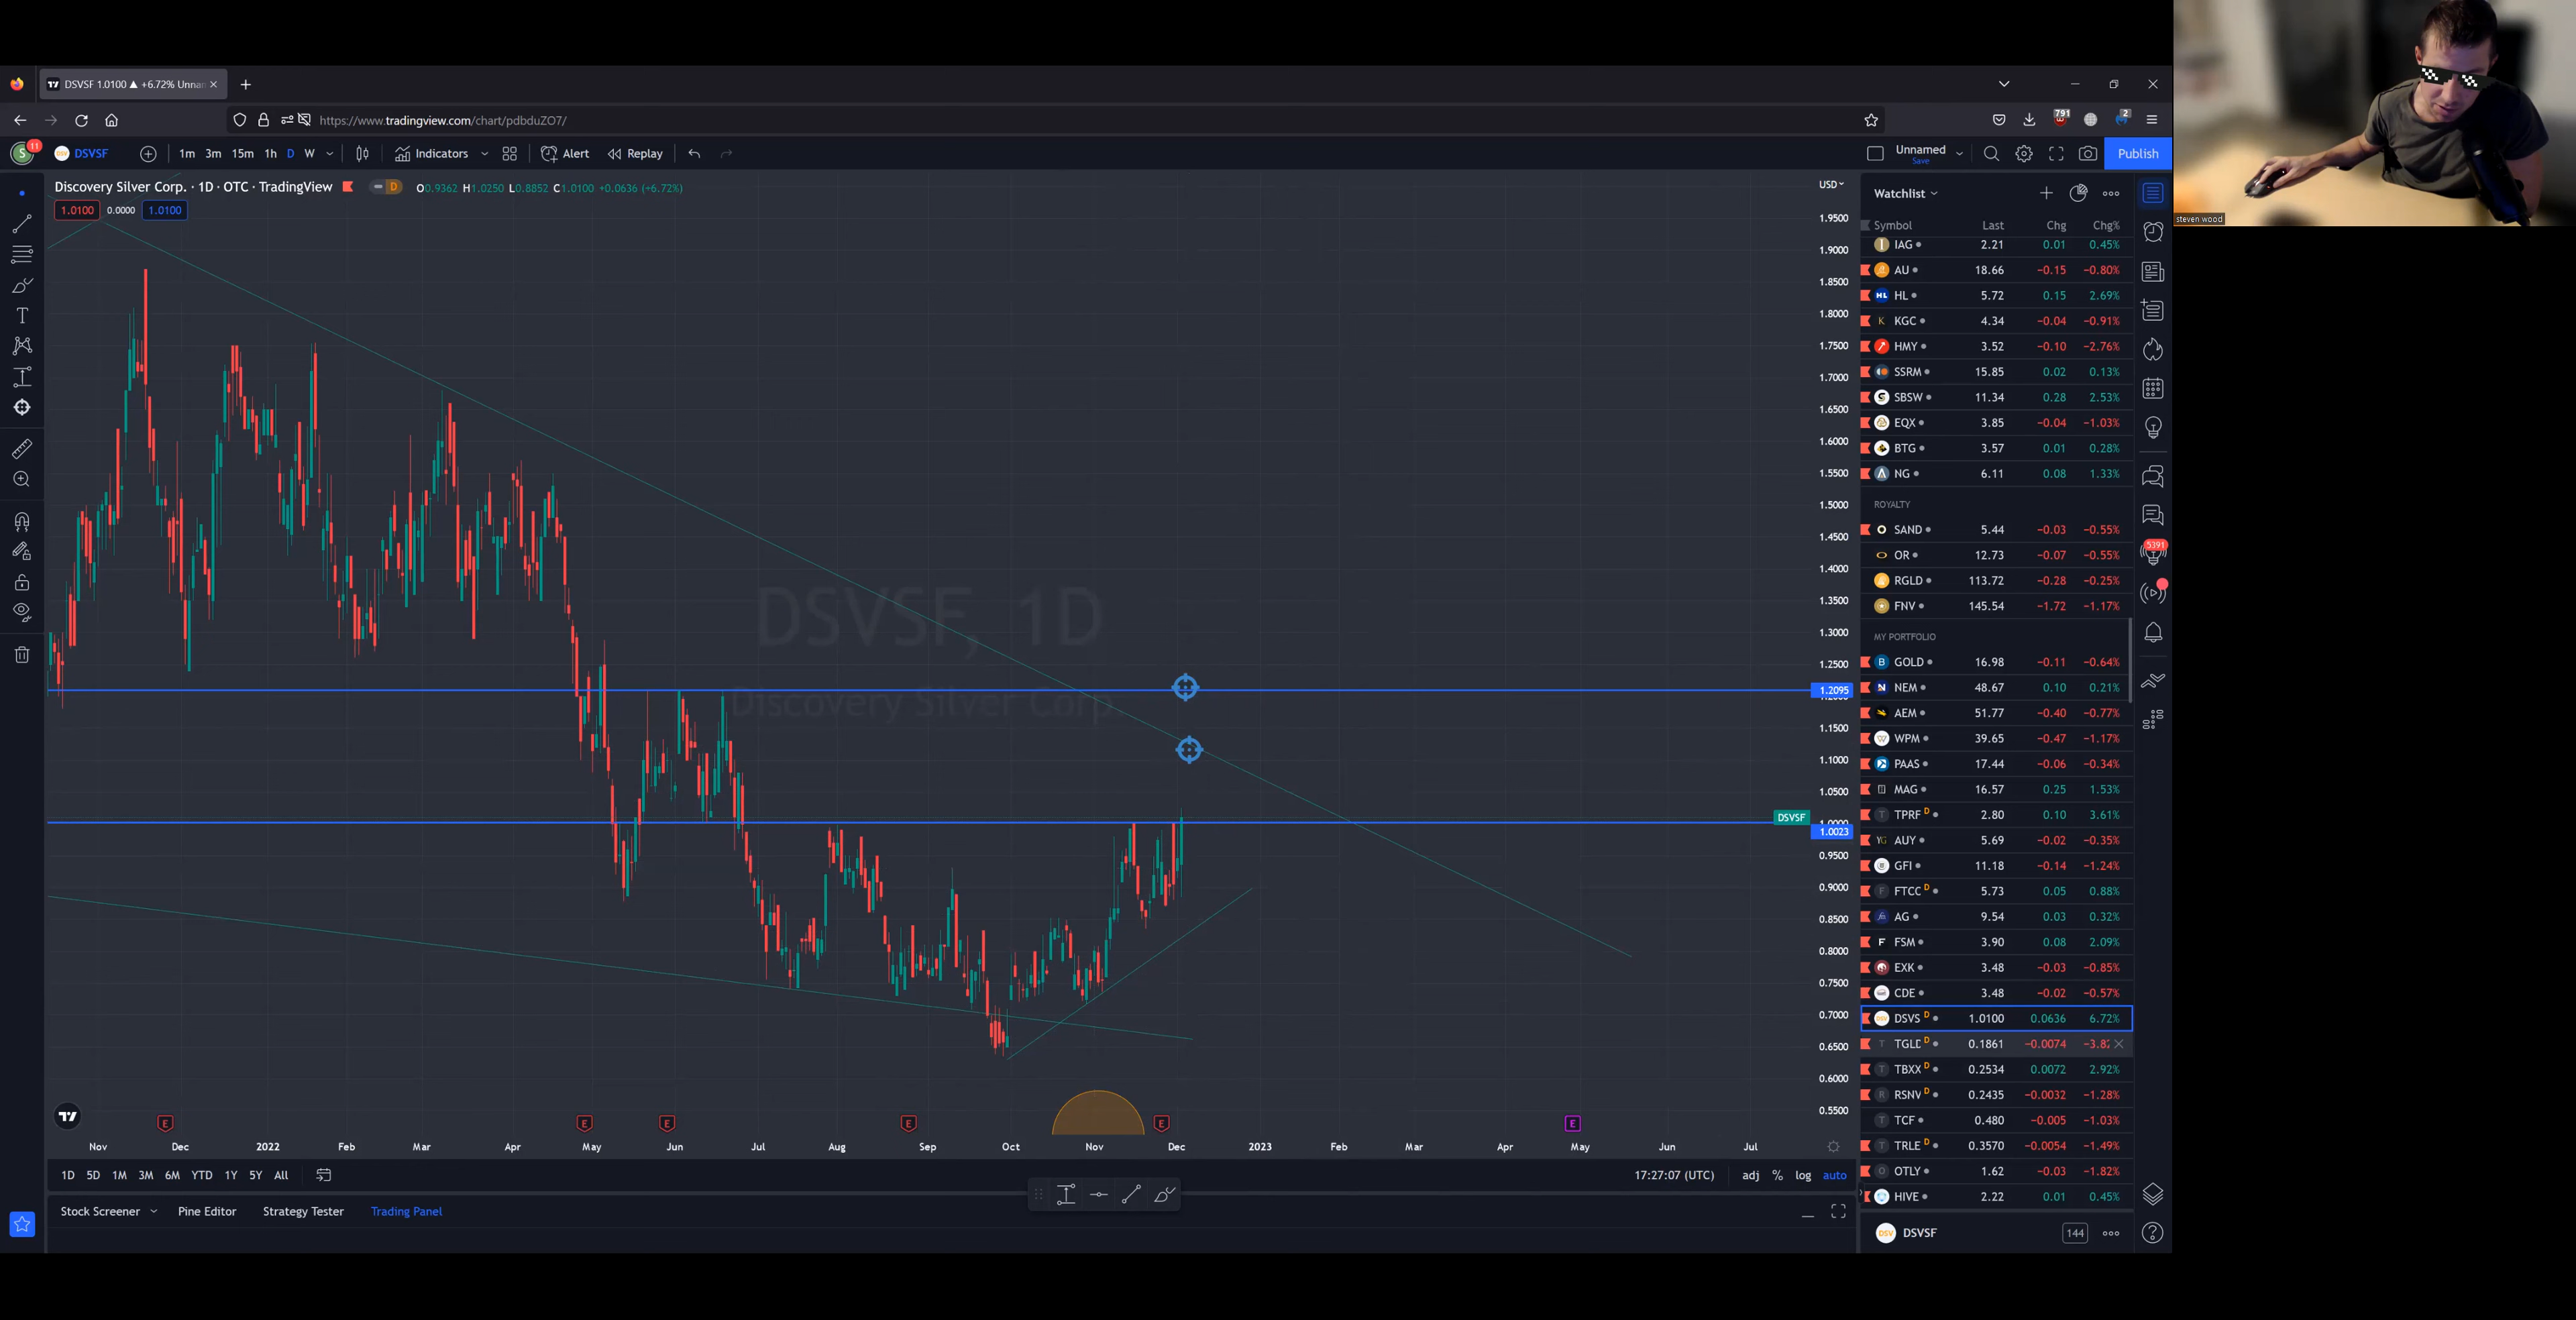 DSVSF 1.0100 ▲ +6.72% Unnan
https://www.tradingview.com/chart/pdbduZO7/
791
2
S
11
DSVSF
1m 3m 15m 1h D W
Indicators
Alert
Replay
Unnamed
Save
Publish
Discovery Silver Corp. · 1D · OTC · TradingView
D
O0.9362 H1.0250 L0.8852 C1.0100 +0.0636 (+6.72%)
1.0100 0.0000 1.0100
DSVSF, 1D
Discovery Silver Corp
USD
1.9500
1.9000
1.8500
1.8000
1.7500
1.7000
1.6500
1.6000
1.5500
1.5000
1.4500
1.4000
1.3500
1.3000
1.2500
1.2095
1.1500
1.1000
1.0500
DSVSF
1.0023
0.9500
0.9000
0.8500
0.8000
0.7500
0.7000
0.6500
0.6000
0.5500
E E E E E E
Nov Dec 2022 Feb Mar Apr May Jun Jul Aug Sep Oct Nov Dec 2023 Feb Mar Apr May Jun Jul
1D 5D 1M 3M 6M YTD 1Y 5Y All
17:27:07 (UTC) adj % log auto
Stock Screener Pine Editor Strategy Tester Trading Panel
Watchlist
Symbol Last Chg Chg%
IAG 2.21 0.01 0.45%
AU 18.66 −0.15 −0.80%
HL HL 5.72 0.15 2.69%
K KGC 4.34 −0.04 −0.91%
HMY 3.52 −0.10 −2.76%
SSRM 15.85 0.02 0.13%
SBSW 11.34 0.28 2.53%
EQX 3.85 −0.04 −1.03%
BTG 3.57 0.01 0.28%
NG 6.11 0.08 1.33%
ROYALTY
SAND 5.44 −0.03 −0.55%
OR 12.73 −0.07 −0.55%
RGLD 113.72 −0.28 −0.25%
FNV 145.54 −1.72 −1.17%
MY PORTFOLIO
B GOLD 16.98 −0.11 −0.64%
N NEM 48.67 0.10 0.21%
AEM 51.77 −0.40 −0.77%
WPM 39.65 −0.47 −1.17%
PAAS 17.44 −0.06 −0.34%
MAG 16.57 0.25 1.53%
T TPRF D 2.80 0.10 3.61%
YG AUY 5.69 −0.02 −0.35%
GFI 11.18 −0.14 −1.24%
F FTCC D 5.73 0.05 0.88%
AG 9.54 0.03 0.32%
F FSM 3.90 0.08 2.09%
EXK 3.48 −0.03 −0.85%
CDE 3.48 −0.02 −0.57%
DSV DSVS D 1.0100 0.0636 6.72%
T TGLD D 0.1861 −0.0074 −3.8
T TBXX D 0.2534 0.0072 2.92%
R RSNV D 0.2435 −0.0032 −1.28%
T TCF 0.480 −0.005 −1.03%
T TRLE D 0.3570 −0.0054 −1.49%
O OTLY 1.62 −0.03 −1.82%
HIVE 2.22 0.01 0.45%
DSV DSVSF 144
5391
steven wood